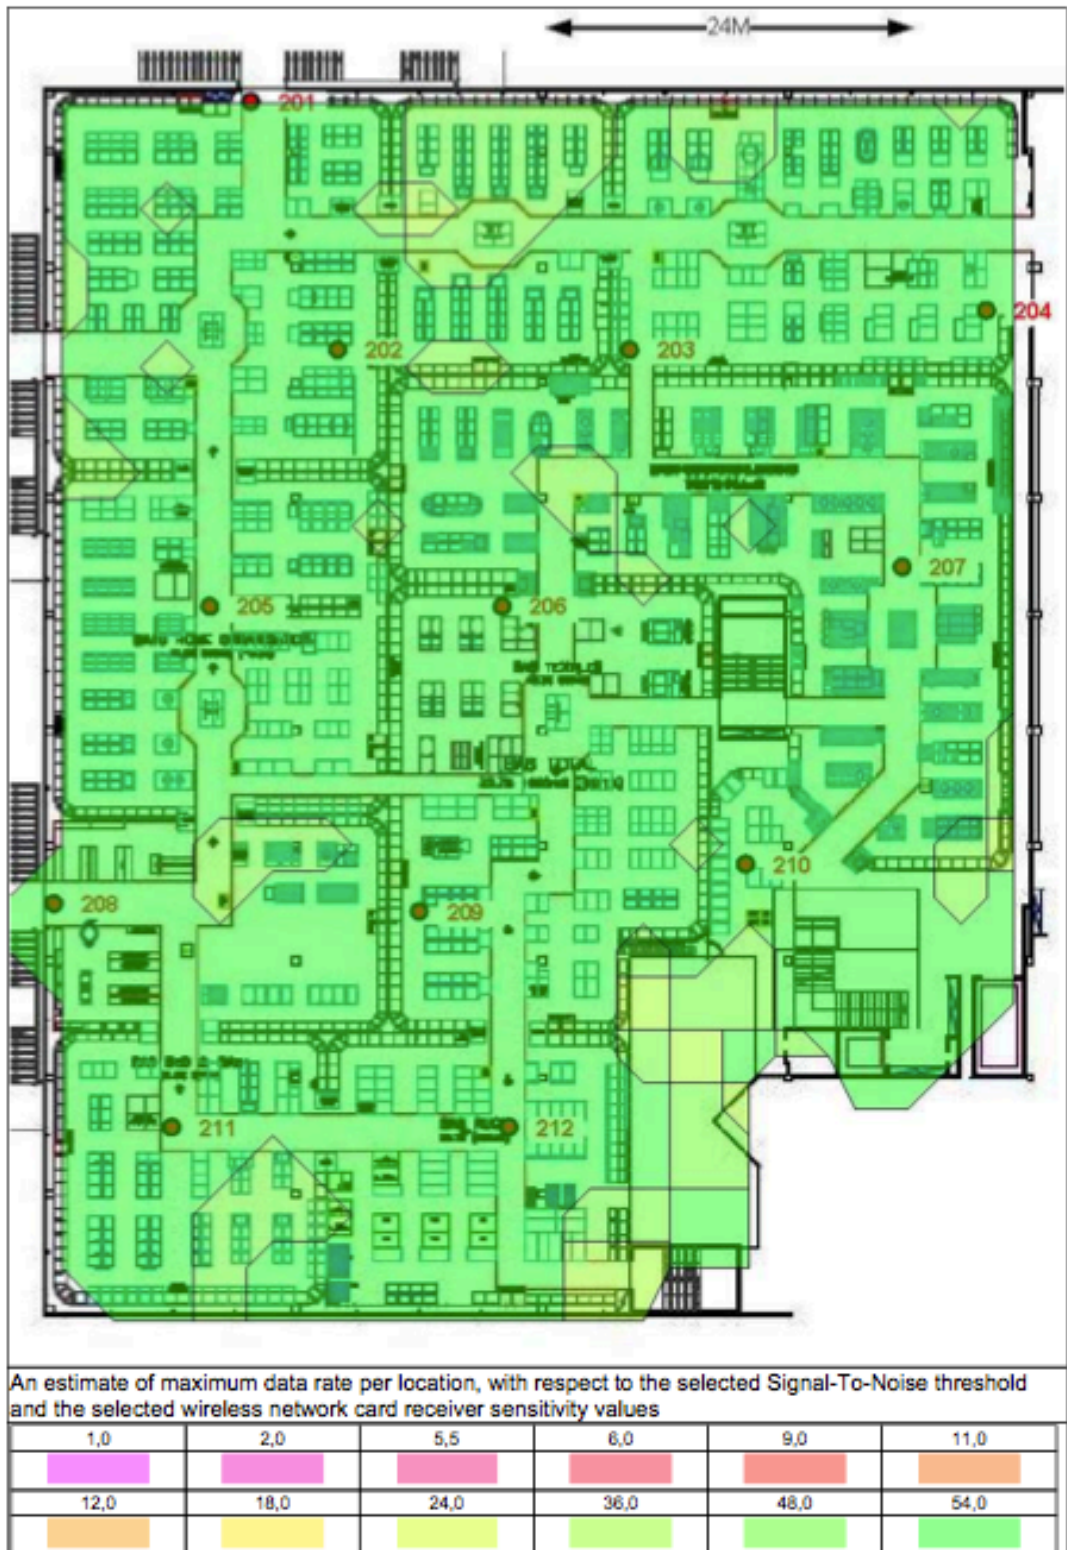 24M
201
202
203
204
205
206
207
208
209
210
211
212
An estimate of maximum data rate per location, with respect to the selected Signal-To-Noise threshold
and the selected wireless network card receiver sensitivity values
1,0 2,0 5,5 6,0 9,0 11,0
12,0 18,0 24,0 36,0 48,0 54,0